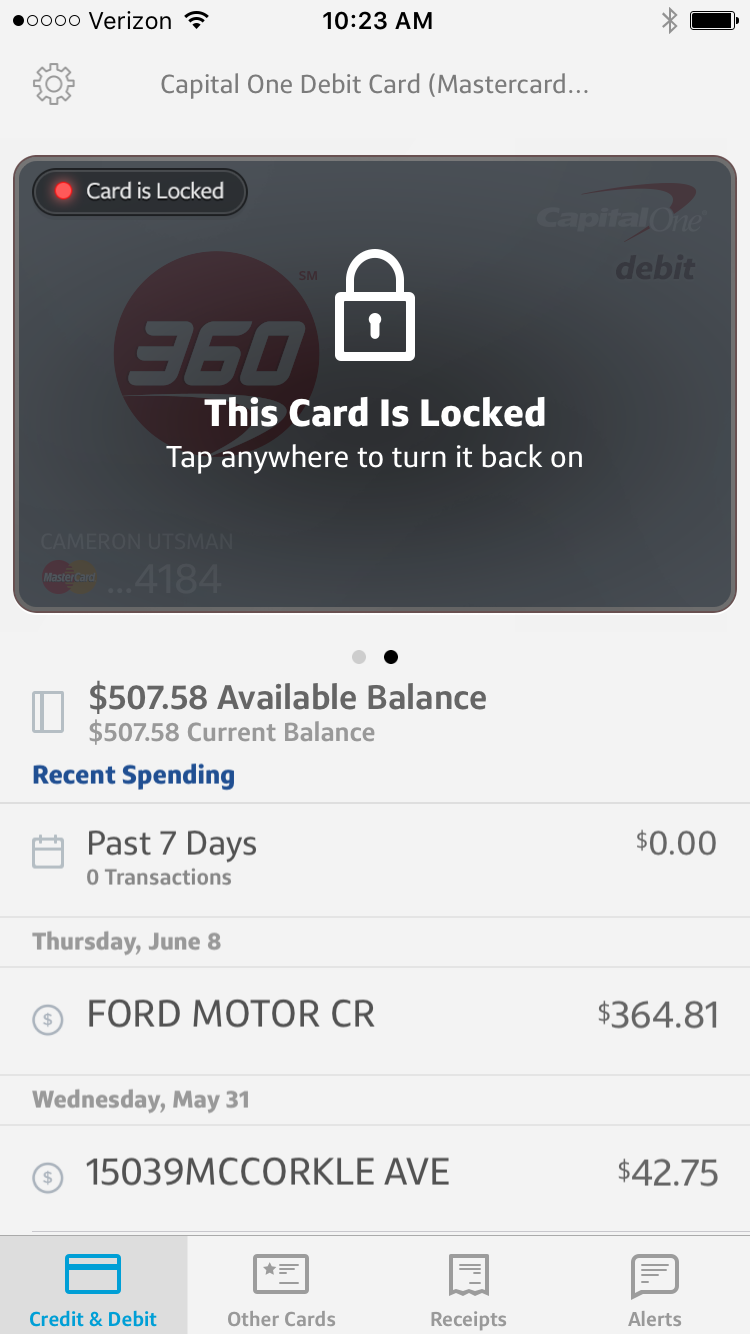 Verizon 10:23 AM
Capital One Debit Card (Mastercard...
Card is Locked
CapitalOne
debit
360 SM
This Card Is Locked
Tap anywhere to turn it back on
CAMERON UTSMAN
MasterCard ...4184
$507.58 Available Balance
$507.58 Current Balance
Recent Spending
Past 7 Days $0.00
0 Transactions
Thursday, June 8
$ FORD MOTOR CR $364.81
Wednesday, May 31
$ 15039MCCORKLE AVE $42.75
Credit & Debit Other Cards Receipts Alerts